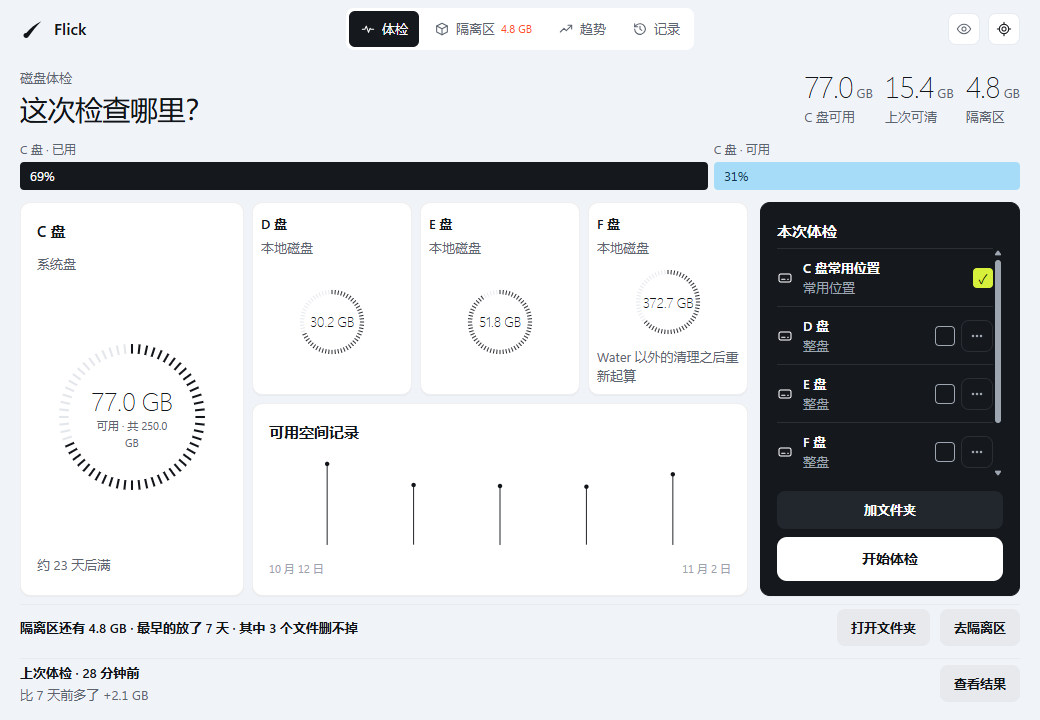 Flick
体检
隔离区 4.8 GB
趋势
记录
磁盘体检
这次检查哪里?
77.0 GB
C 盘可用
15.4 GB
上次可清
4.8 GB
隔离区
C 盘 · 已用
C 盘 · 可用
69%
31%
C 盘
系统盘
77.0 GB
可用 · 共 250.0
GB
约 23 天后满
D 盘
本地磁盘
30.2 GB
E 盘
本地磁盘
51.8 GB
F 盘
本地磁盘
372.7 GB
Water 以外的清理之后重
新起算
可用空间记录
10 月 12 日
11 月 2 日
本次体检
C 盘常用位置
常用位置
D 盘
整盘
E 盘
整盘
F 盘
整盘
加文件夹
开始体检
隔离区还有 4.8 GB · 最早的放了 7 天 · 其中 3 个文件删不掉
打开文件夹
去隔离区
上次体检 · 28 分钟前
比 7 天前多了 +2.1 GB
查看结果